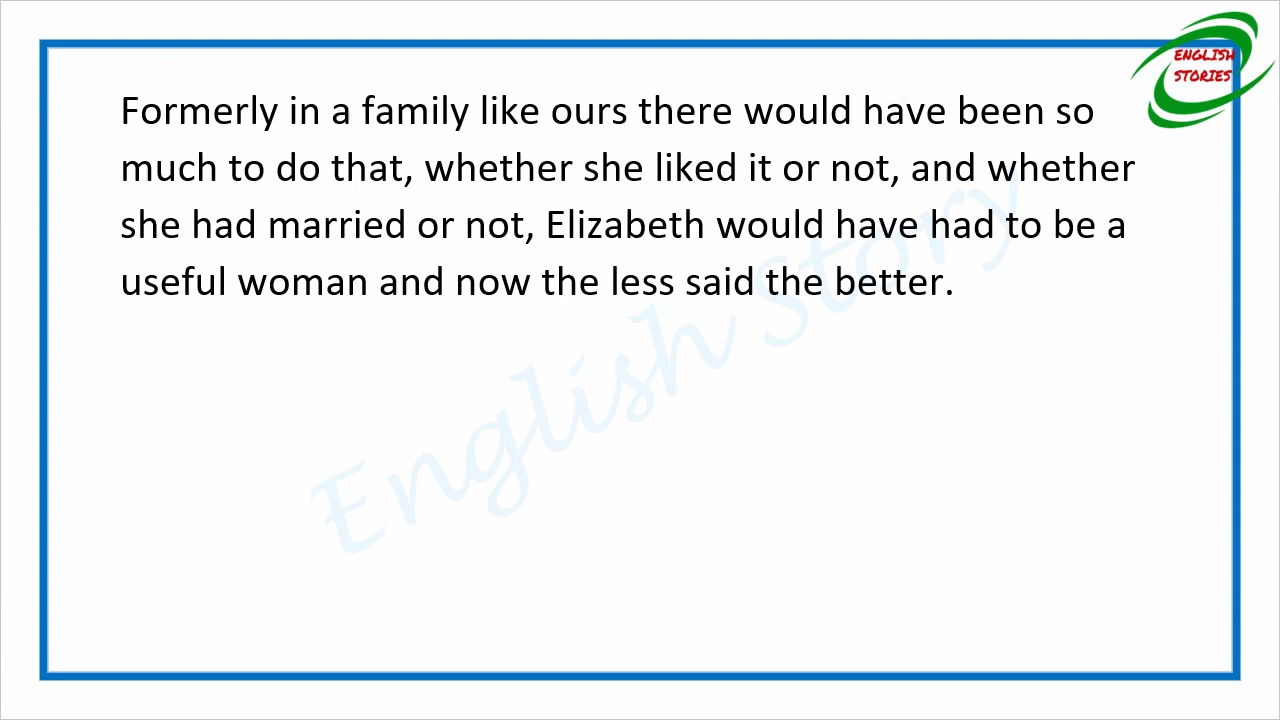 ENGLISH
STORIES
Formerly in a family like ours there would have been so
much to do that, whether she liked it or not, and whether
she had married or not, Elizabeth would have had to be a
useful woman and now the less said the better.
English Story